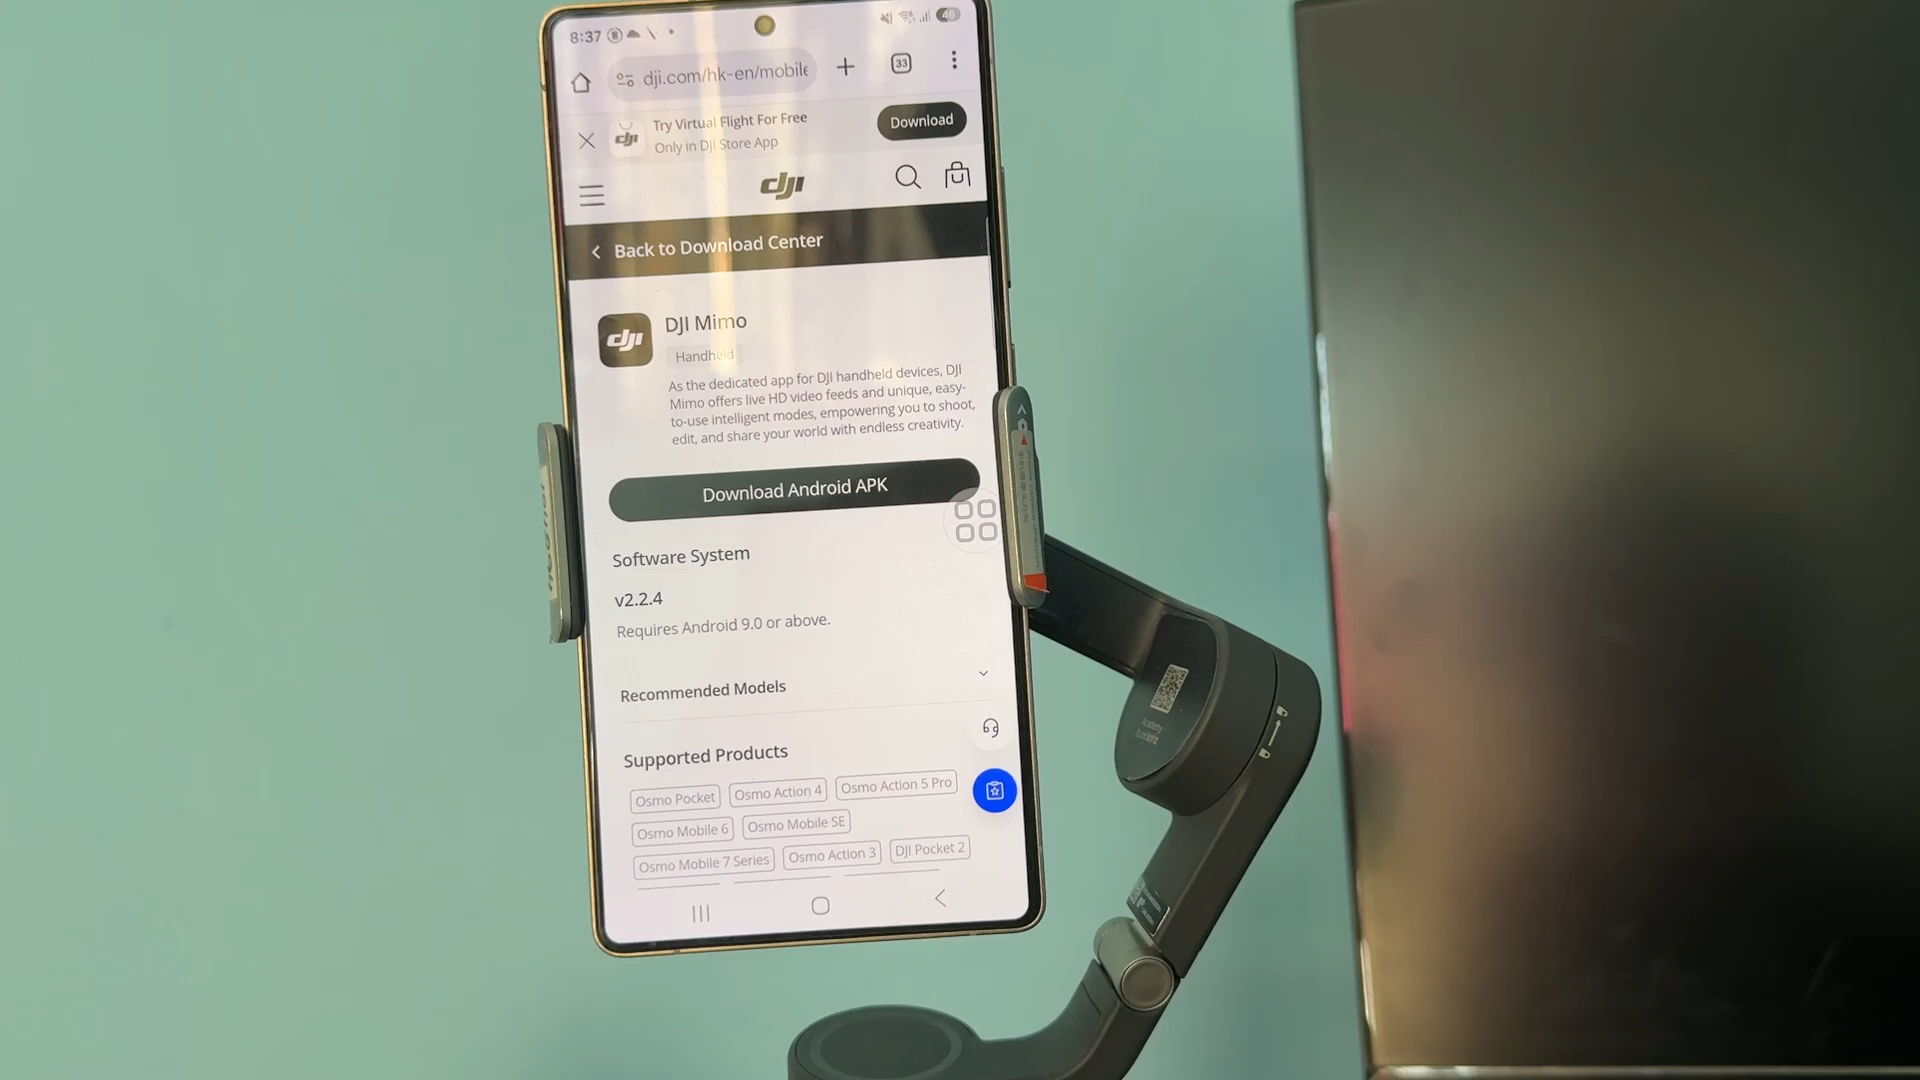 8:37
46
dji.com/hk-en/mobile
33
Try Virtual Flight For Free
Only in DJI Store App
Download
dji
Back to Download Center
dji
DJI Mimo
Handheld
As the dedicated app for DJI handheld devices, DJI
Mimo offers live HD video feeds and unique, easy-
to-use intelligent modes, empowering you to shoot,
edit, and share your world with endless creativity.
Download Android APK
Software System
v2.2.4
Requires Android 9.0 or above.
Recommended Models
Supported Products
Osmo Pocket
Osmo Action 4
Osmo Action 5 Pro
Osmo Mobile 6
Osmo Mobile SE
Osmo Mobile 7 Series
Osmo Action 3
DJI Pocket 2
Academy